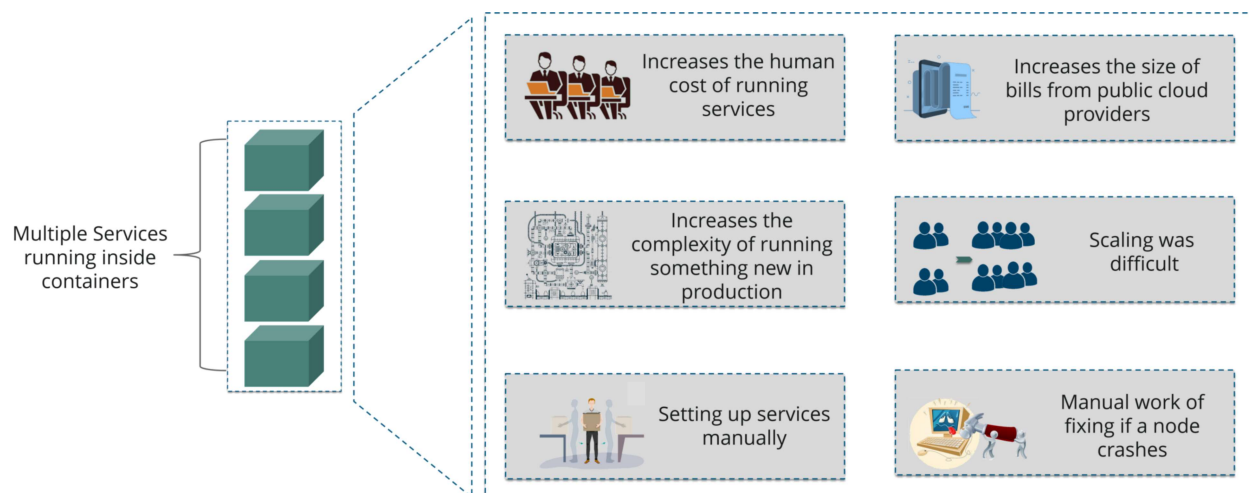 Multiple Services
running inside
containers
Increases the human
cost of running
services
Increases the size of
bills from public cloud
providers
Increases the
complexity of running
something new in
production
Scaling was
difficult
Setting up services
manually
Manual work of
fixing if a node
crashes